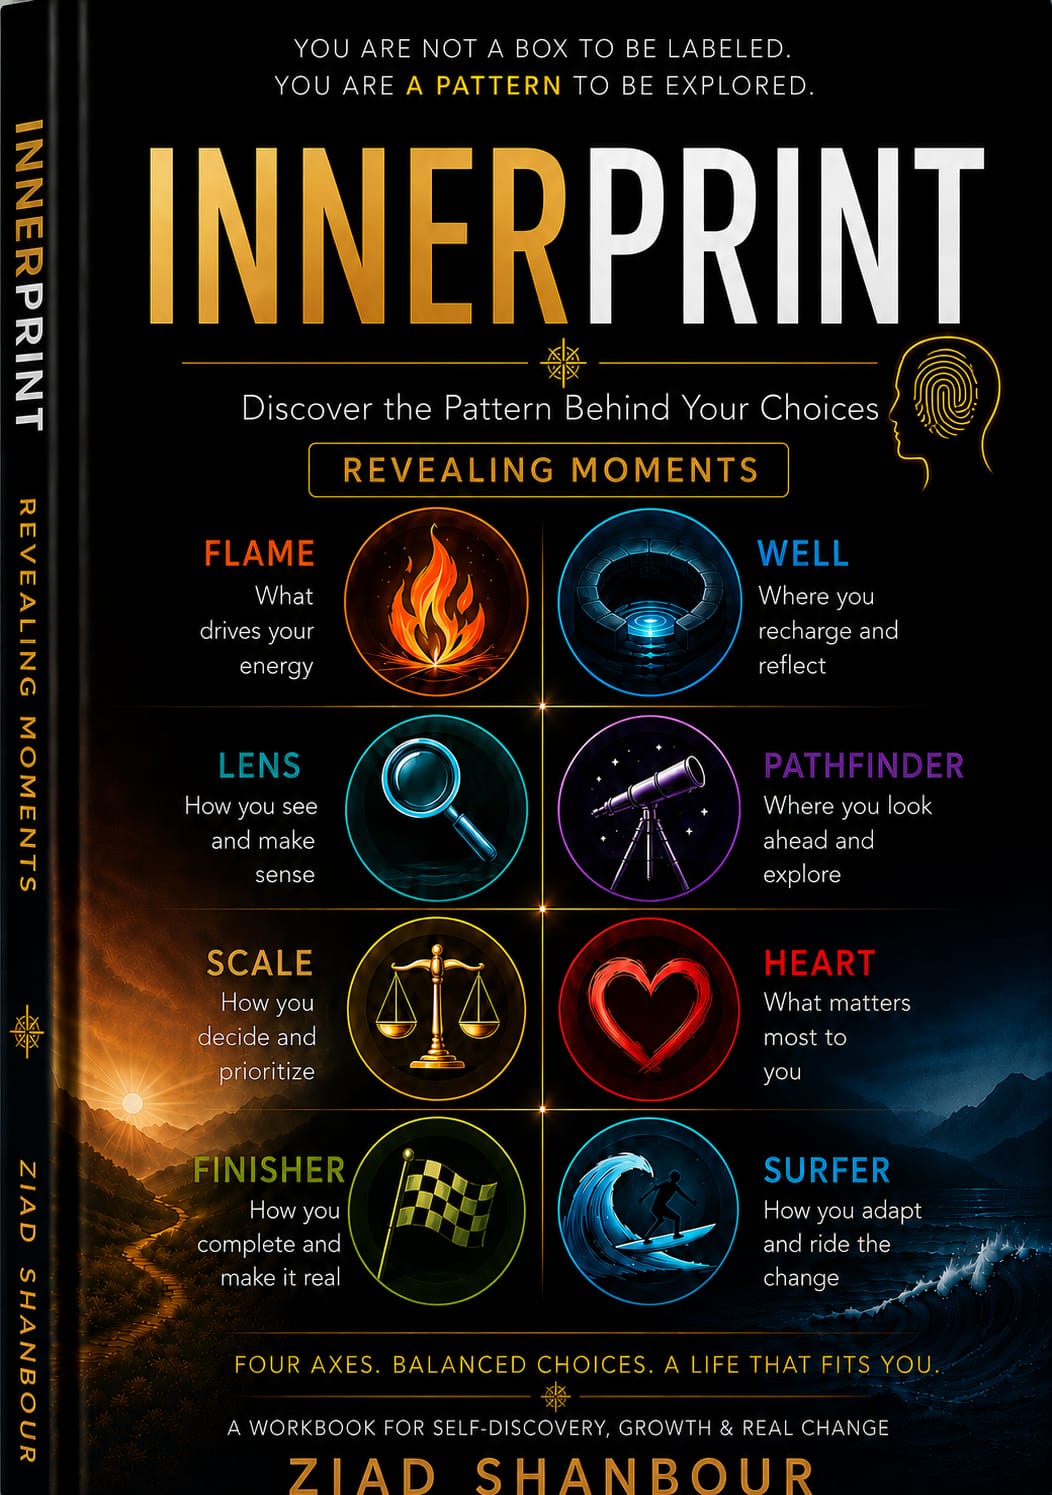 YOU ARE NOT A BOX TO BE LABELED.
YOU ARE A PATTERN TO BE EXPLORED.
INNERPRINT
Discover the Pattern Behind Your Choices
REVEALING MOMENTS
FLAME
What
drives your
energy
WELL
Where you
recharge and
reflect
LENS
How you see
and make
sense
PATHFINDER
Where you look
ahead and
explore
SCALE
How you
decide and
prioritize
HEART
What matters
most to
you
FINISHER
How you
complete and
make it real
SURFER
How you adapt
and ride the
change
FOUR AXES. BALANCED CHOICES. A LIFE THAT FITS YOU.
A WORKBOOK FOR SELF-DISCOVERY, GROWTH & REAL CHANGE
ZIAD SHANBOUR
INNERPRINT
REVEALING MOMENTS
ZIAD SHANBOUR